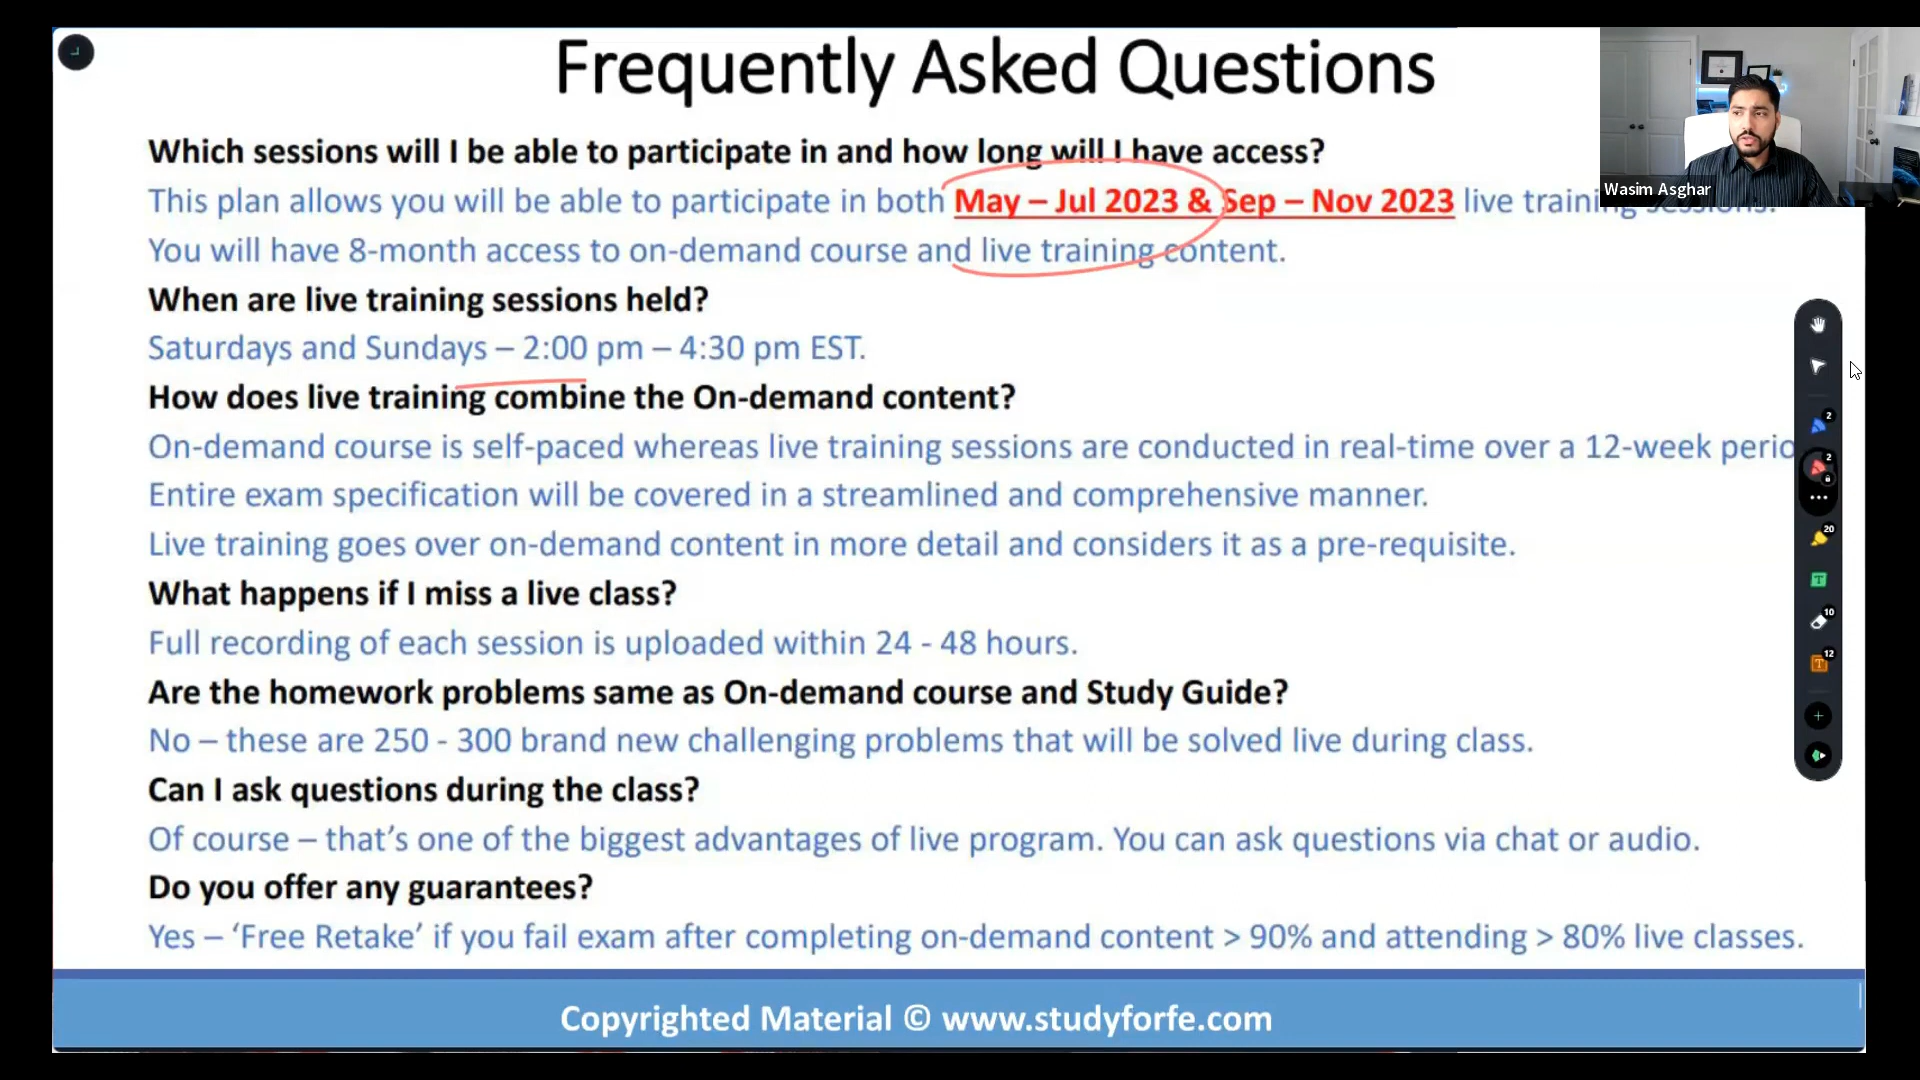 Frequently Asked Questions
Wasim Asghar
Which sessions will I be able to participate in and how long will I have access?
This plan allows you will be able to participate in both May – Jul 2023 & Sep – Nov 2023 live training sessions.
You will have 8-month access to on-demand course and live training content.
When are live training sessions held?
Saturdays and Sundays – 2:00 pm – 4:30 pm EST.
How does live training combine the On-demand content?
On-demand course is self-paced whereas live training sessions are conducted in real-time over a 12-week perio
Entire exam specification will be covered in a streamlined and comprehensive manner.
Live training goes over on-demand content in more detail and considers it as a pre-requisite.
What happens if I miss a live class?
Full recording of each session is uploaded within 24 - 48 hours.
Are the homework problems same as On-demand course and Study Guide?
No – these are 250 - 300 brand new challenging problems that will be solved live during class.
Can I ask questions during the class?
Of course – that's one of the biggest advantages of live program. You can ask questions via chat or audio.
Do you offer any guarantees?
Yes – ‘Free Retake’ if you fail exam after completing on-demand content > 90% and attending > 80% live classes.
Copyrighted Material © www.studyforfe.com
2
2
20
T
10
T
12